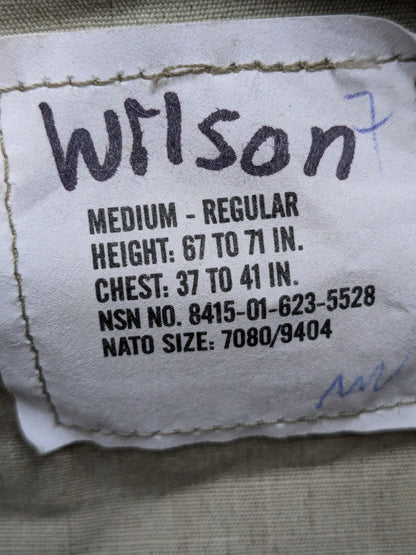 Wilson 7
MEDIUM - REGULAR
HEIGHT: 67 TO 71 IN.
CHEST: 37 TO 41 IN.
NSN NO. 8415-01-623-5528
NATO SIZE: 7080/9404